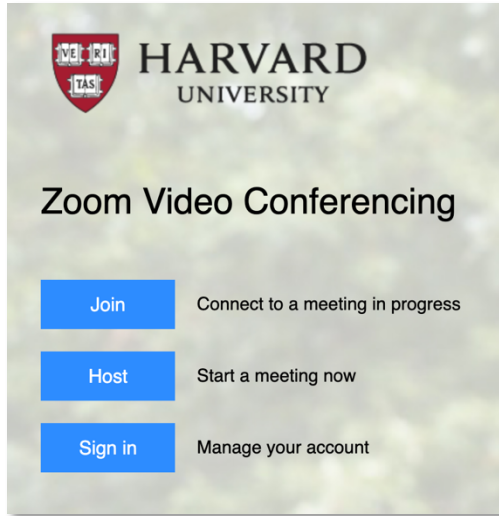 VE RI
TAS
HARVARD
UNIVERSITY
Zoom Video Conferencing
Join Connect to a meeting in progress
Host Start a meeting now
Sign in Manage your account